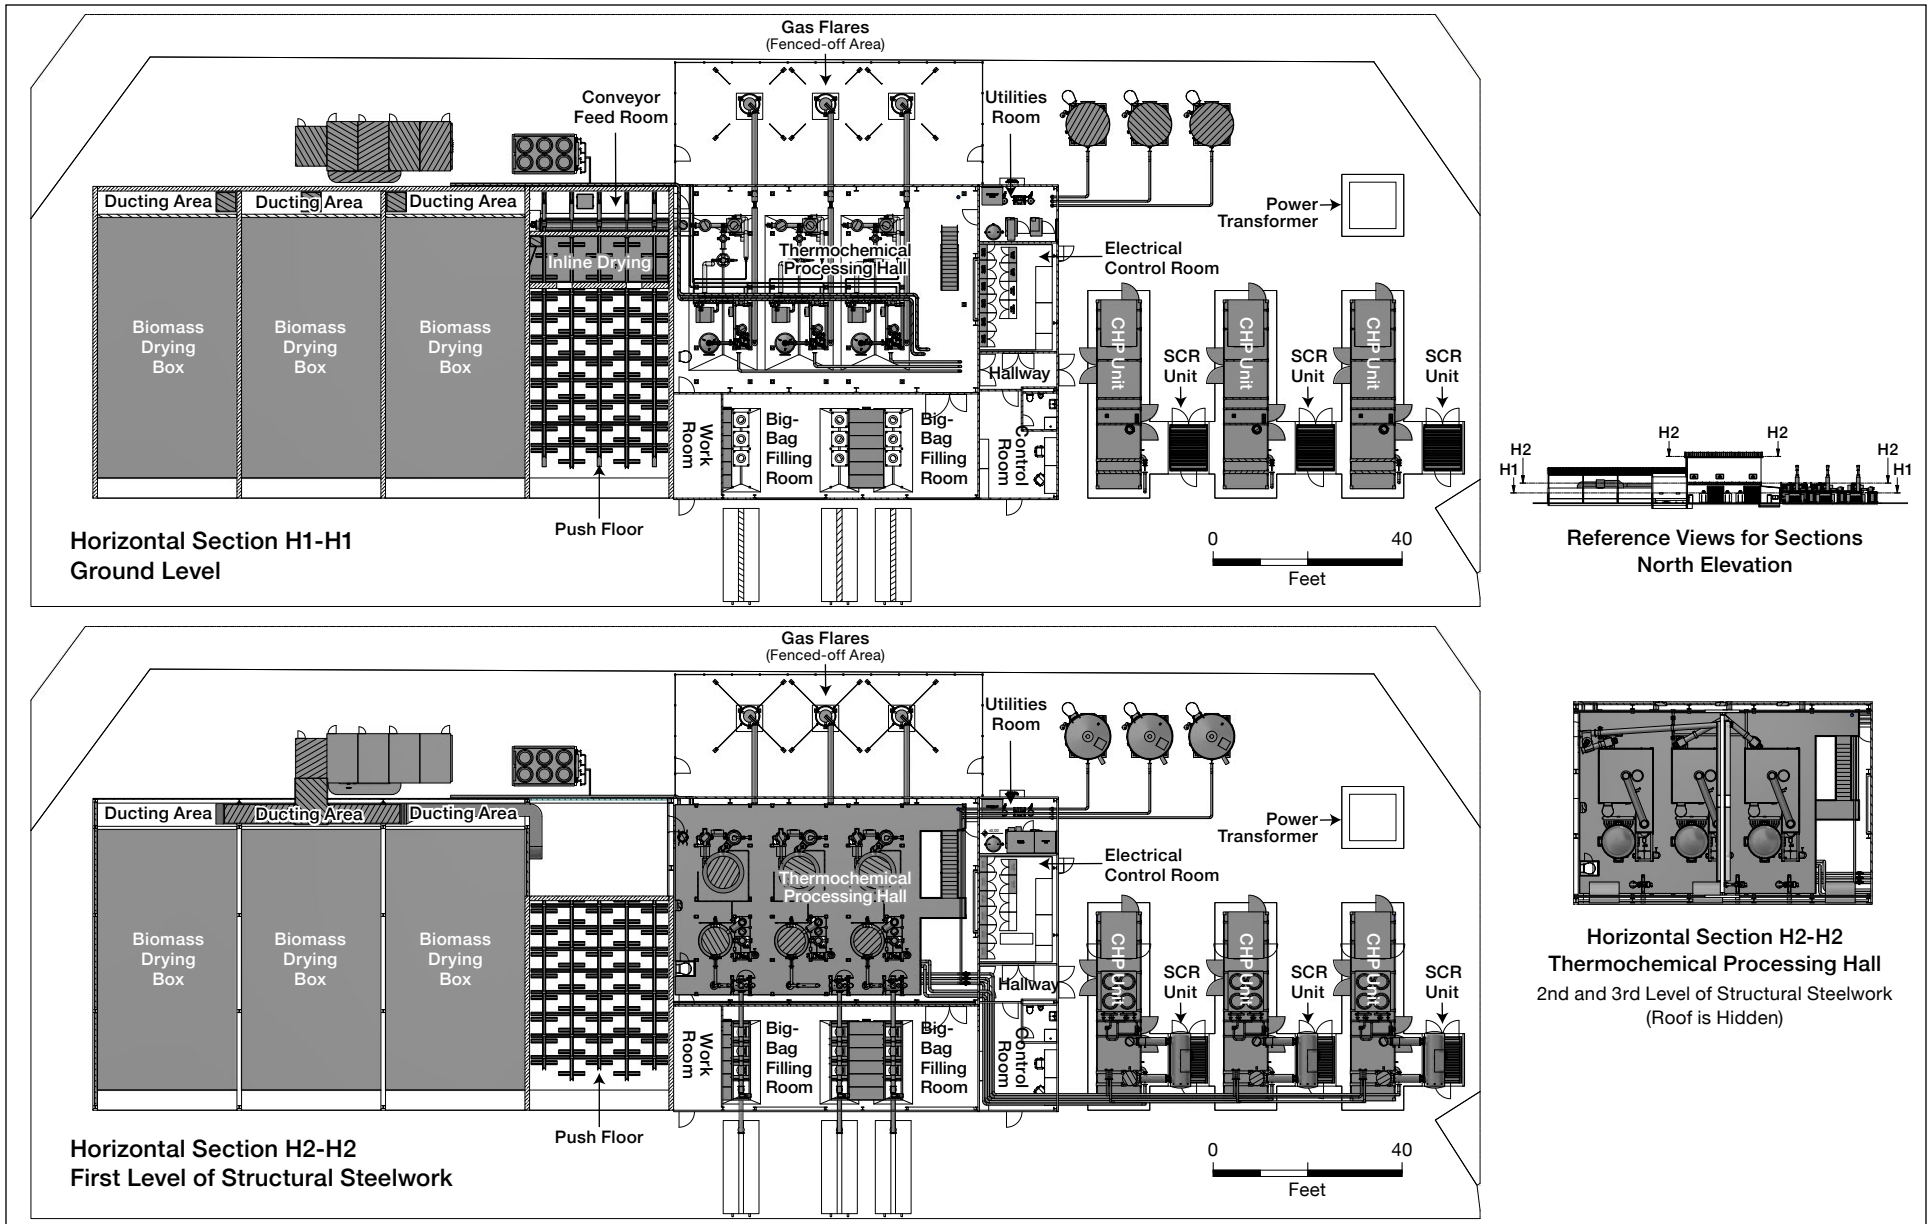 Gas Flares
(Fenced-off Area)
Conveyor
Feed Room
Utilities
Room
Ducting Area
Ducting Area
Ducting Area
Power
Transformer
Inline Drying
Thermochemical
Processing Hall
Electrical
Control Room
Biomass
Drying
Box
Biomass
Drying
Box
Biomass
Drying
Box
CHP Unit
CHP Unit
CHP Unit
SCR
Unit
SCR
Unit
SCR
Unit
Hallway
Work
Room
Big-
Bag
Filling
Room
Big-
Bag
Filling
Room
Control
Room
Push Floor
Horizontal Section H1-H1
Ground Level
0 40
Feet
H2 H2
H2 H2
H1 H1
Reference Views for Sections
North Elevation
Gas Flares
(Fenced-off Area)
Utilities
Room
Ducting Area
Ducting Area
Ducting Area
Power
Transformer
Thermochemical
Processing Hall
Electrical
Control Room
Biomass
Drying
Box
Biomass
Drying
Box
Biomass
Drying
Box
CHP Unit
CHP Unit
CHP Unit
SCR
Unit
SCR
Unit
SCR
Unit
Hallway
Work
Room
Big-
Bag
Filling
Room
Big-
Bag
Filling
Room
Control
Room
Push Floor
Horizontal Section H2-H2
First Level of Structural Steelwork
0 40
Feet
Horizontal Section H2-H2
Thermochemical Processing Hall
2nd and 3rd Level of Structural Steelwork
(Roof is Hidden)